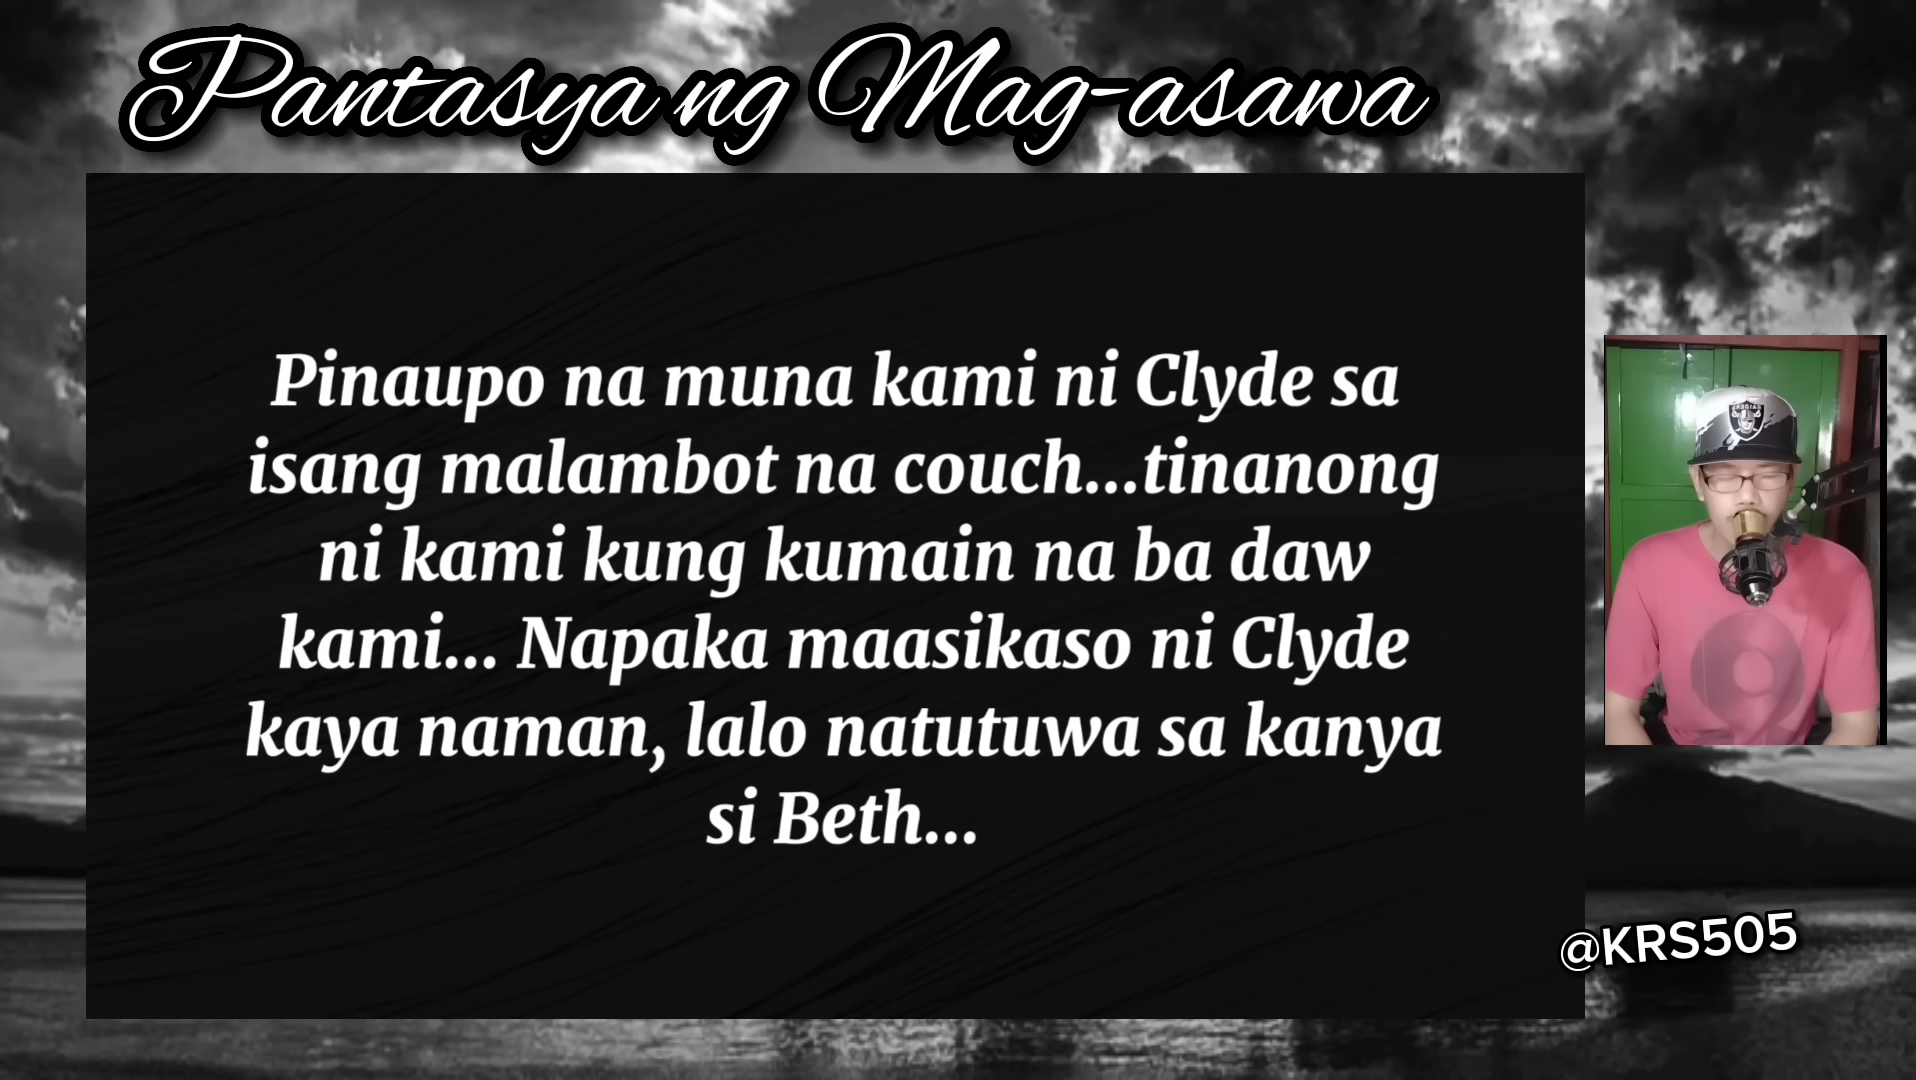 Pantasya ng Mag-asawa
Pinaupo na muna kami ni Clyde sa
isang malambot na couch...tinanong
ni kami kung kumain na ba daw
kami... Napaka maasikaso ni Clyde
kaya naman, lalo natutuwa sa kanya
si Beth...
@KRS505